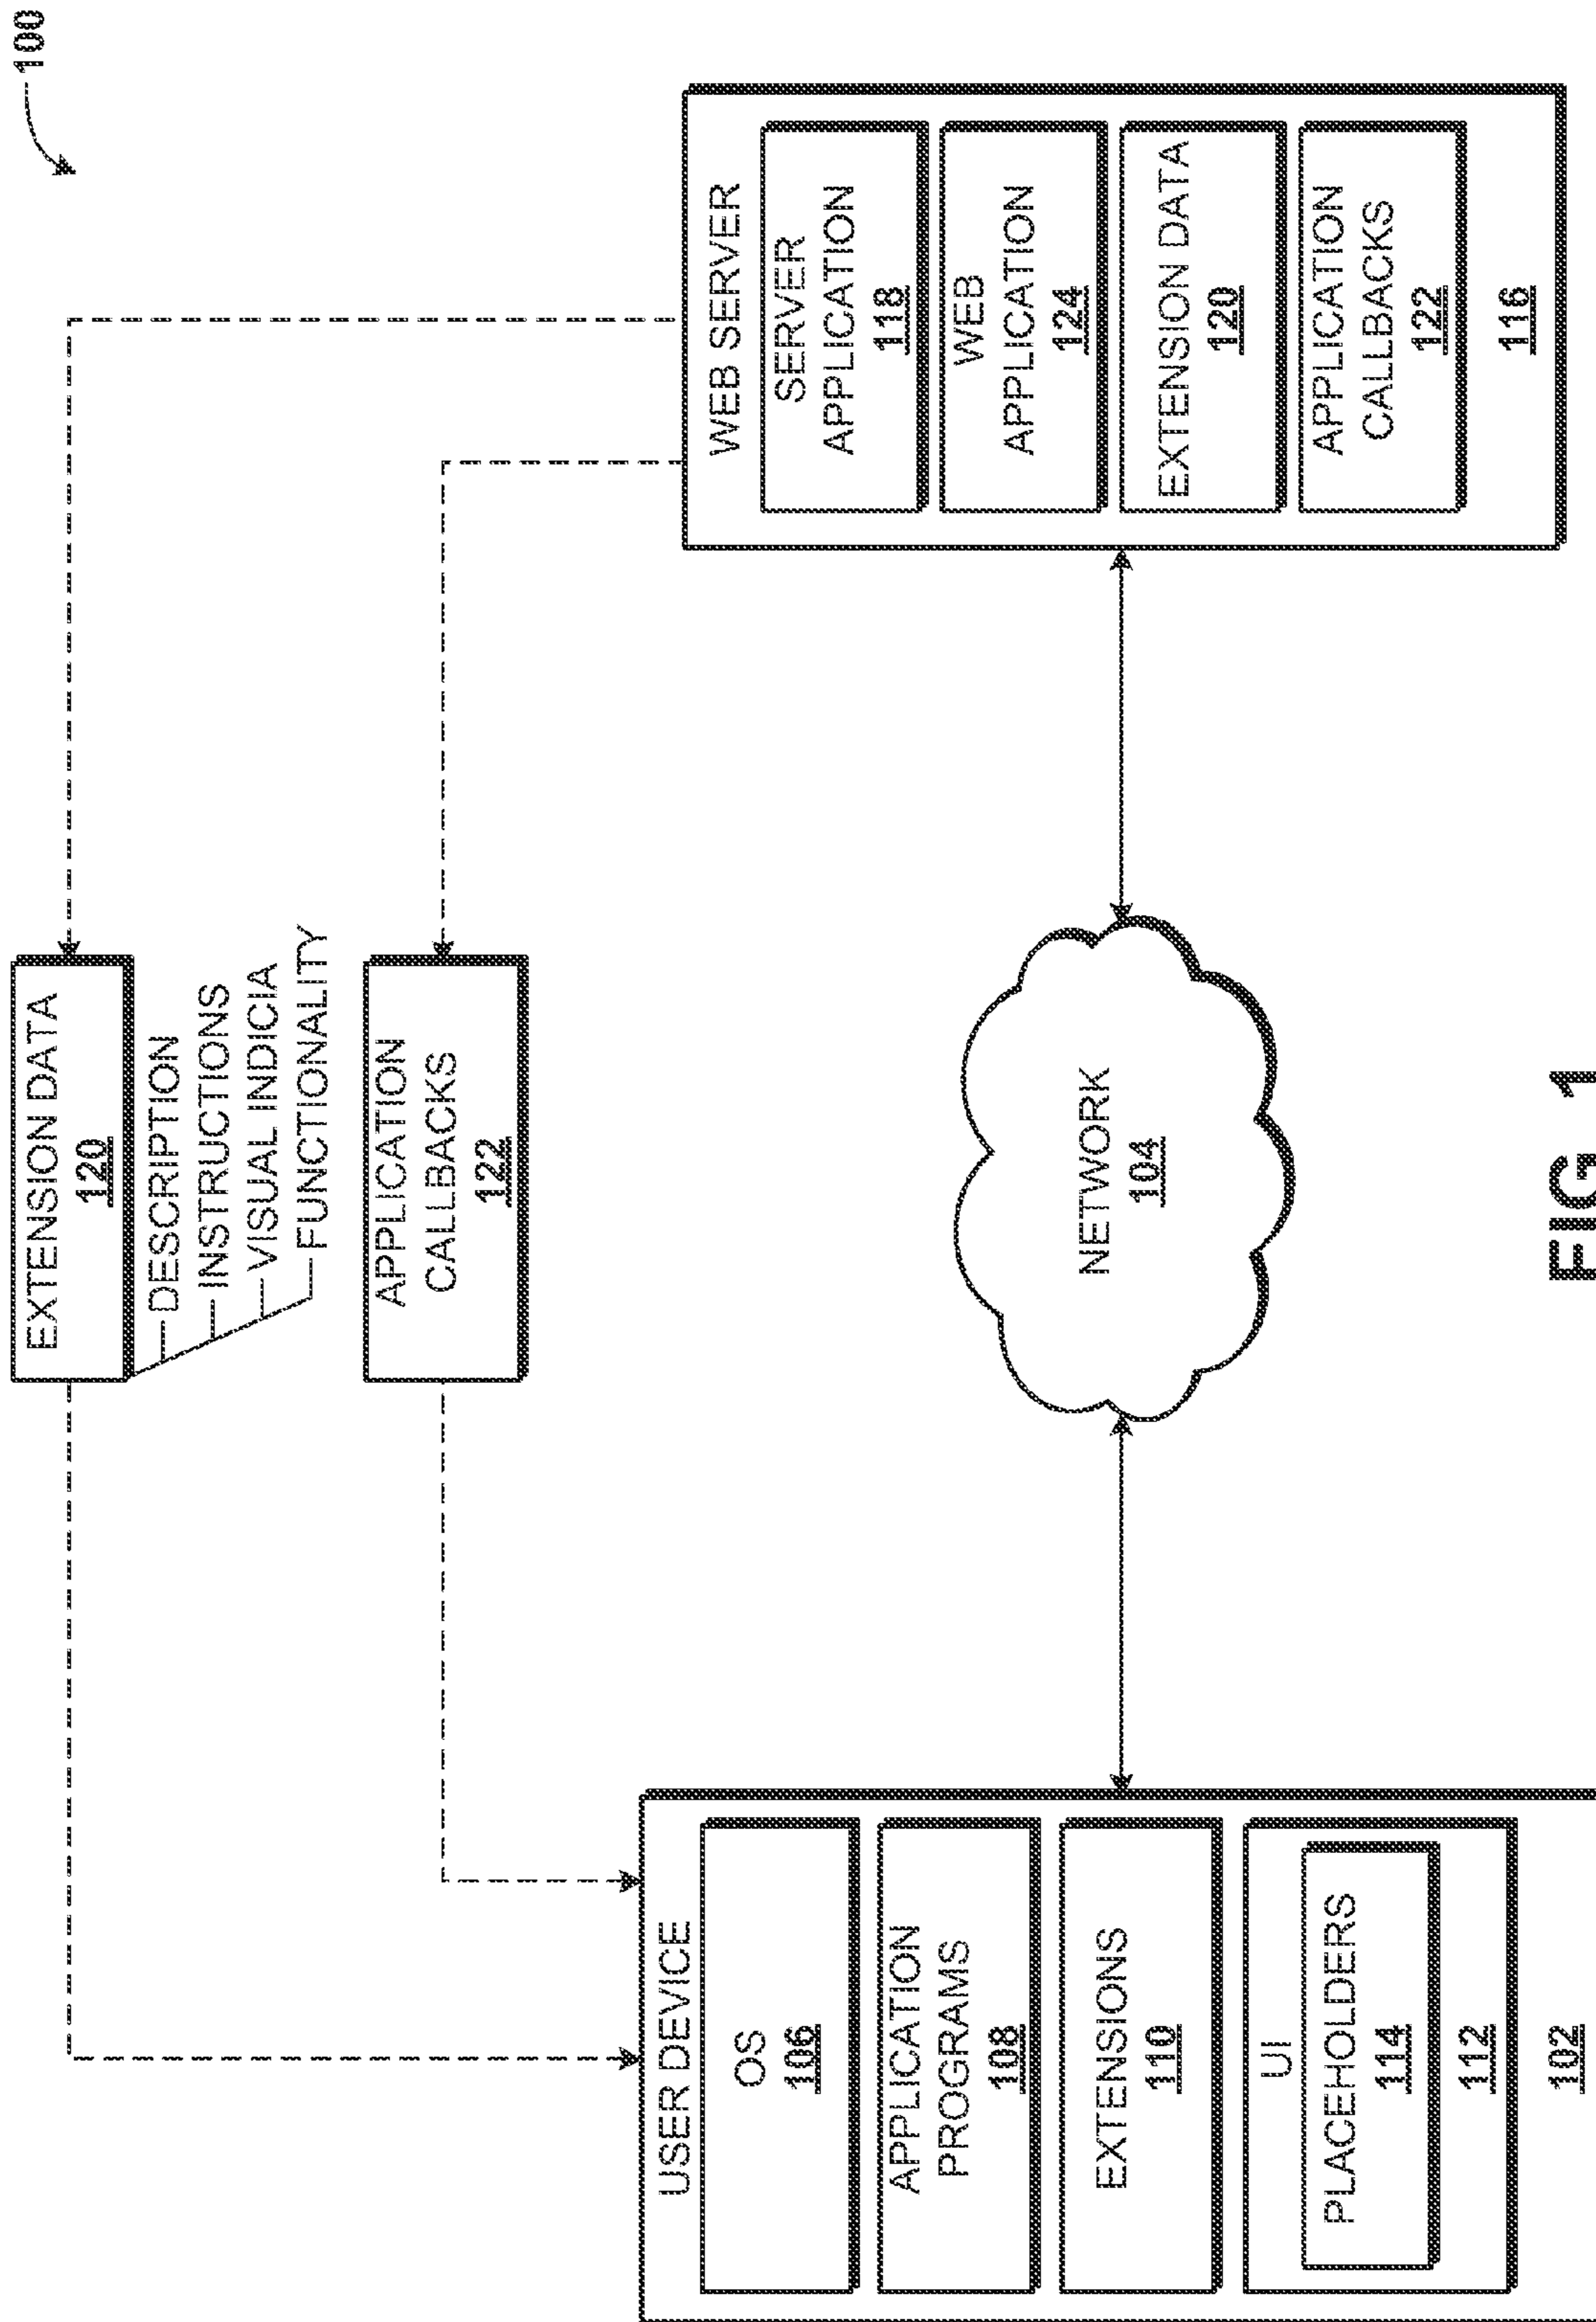 100
EXTENSION DATA
120
DESCRIPTION
INSTRUCTIONS
VISUAL INDICIA
FUNCTIONALITY
APPLICATION
CALLBACKS
122
USER DEVICE
OS
106
APPLICATION
PROGRAMS
108
EXTENSIONS
110
UI
PLACEHOLDERS
114
112
102
NETWORK
104
WEB SERVER
SERVER
APPLICATION
118
WEB
APPLICATION
124
EXTENSION DATA
120
APPLICATION
CALLBACKS
122
116
FIG. 1